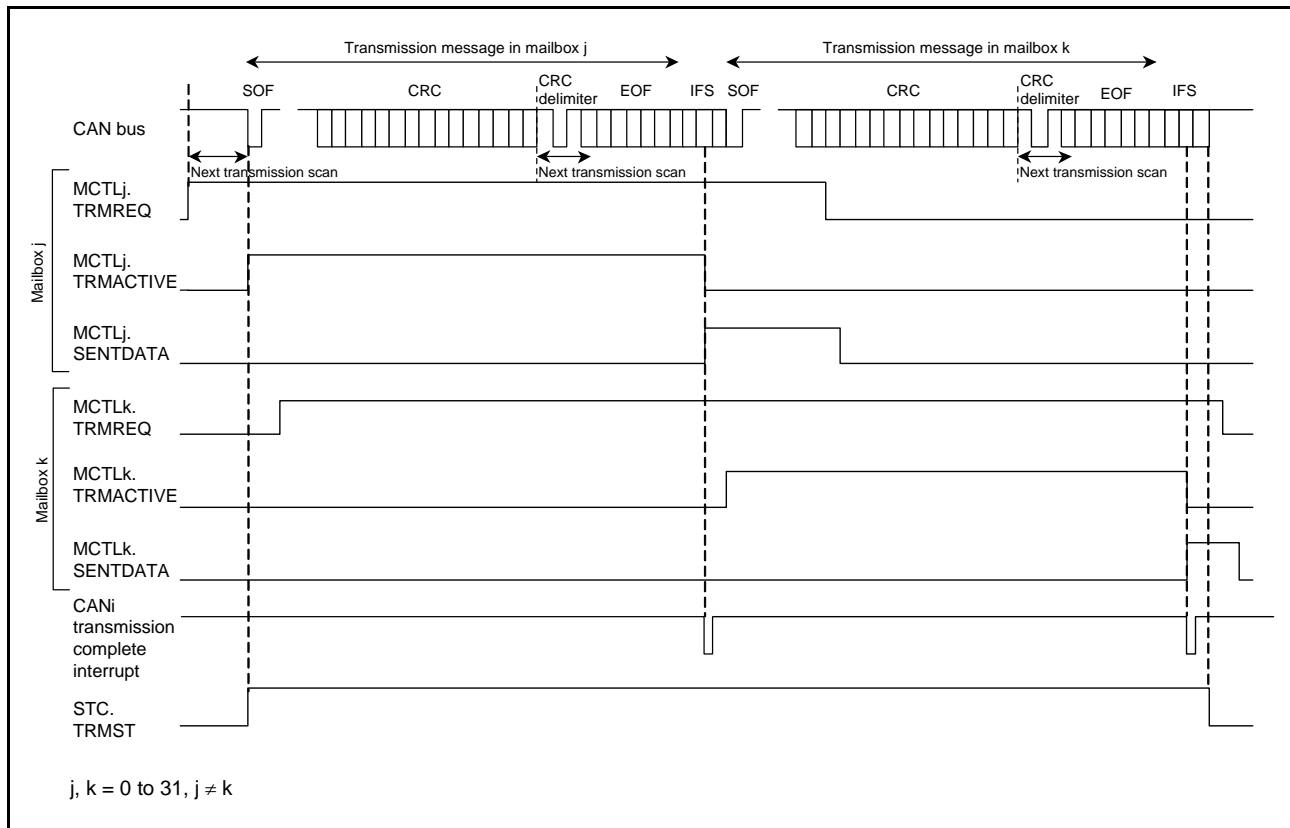 Transmission message in mailbox j
Transmission message in mailbox k
SOF
CRC
CRC
delimiter
EOF
IFS
SOF
CRC
CRC
delimiter
EOF
IFS
CAN bus
Next transmission scan
Next transmission scan
Next transmission scan
Mailbox j
MCTLj.
TRMREQ
MCTLj.
TRMACTIVE
MCTLj.
SENTDATA
Mailbox k
MCTLk.
TRMREQ
MCTLk.
TRMACTIVE
MCTLk.
SENTDATA
CANi
transmission
complete
interrupt
STC.
TRMST
j, k = 0 to 31, j ≠ k